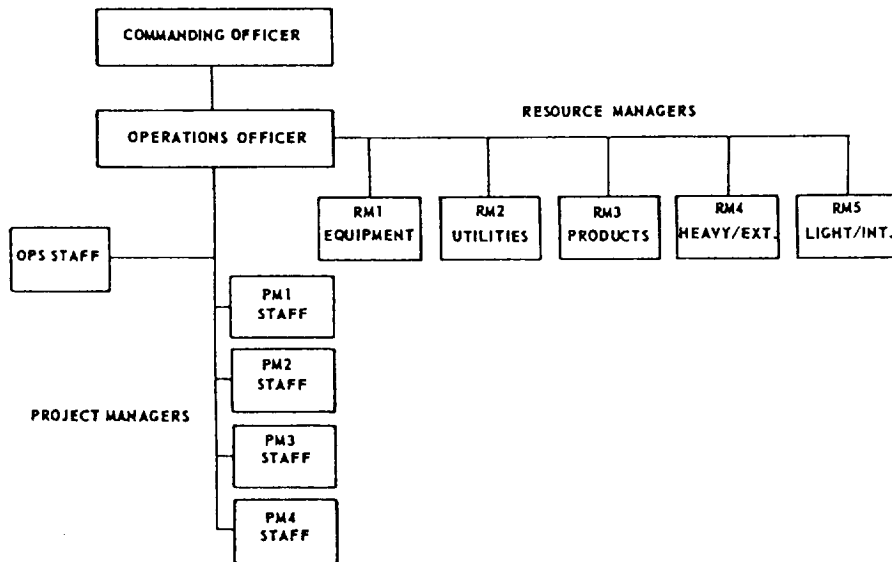 COMMANDING OFFICER
OPERATIONS OFFICER
RESOURCE MANAGERS
RM1
EQUIPMENT
RM2
UTILITIES
RM3
PRODUCTS
RM4
HEAVY/EXT.
RM5
LIGHT/INT.
OPS STAFF
PM1
STAFF
PM2
STAFF
PROJECT MANAGERS
PM3
STAFF
PM4
STAFF